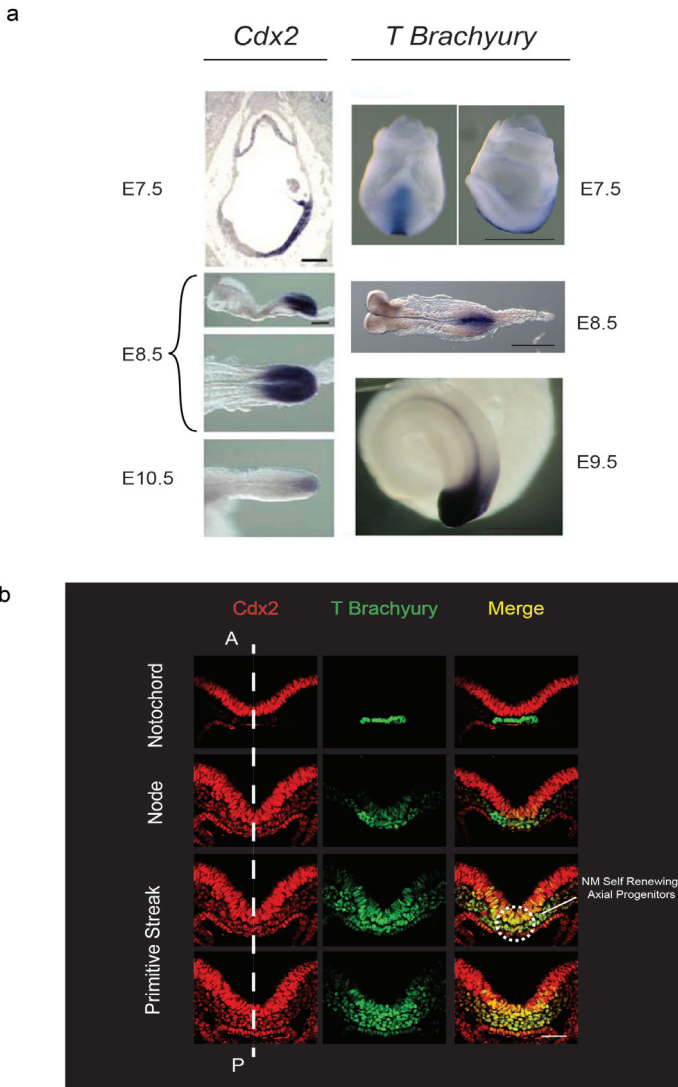 a
Cdx2
T Brachyury
E7.5
E7.5
E8.5
E8.5
E10.5
E9.5
b
Cdx2
T Brachyury
Merge
A
Notochord
Node
Primitive Streak
NM Self Renewing
Axial Progenitors
P